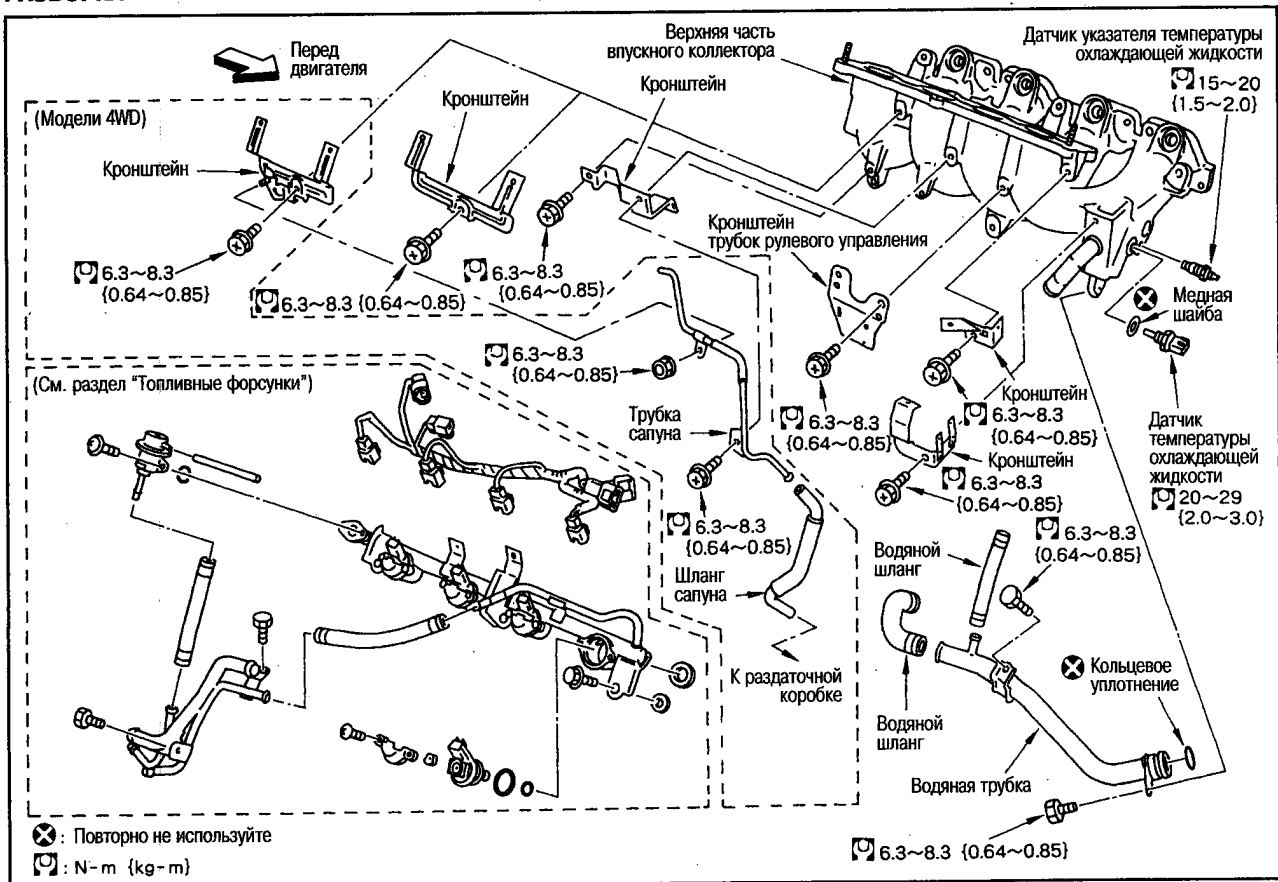 Перед
двигателя
Верхняя часть
впускного коллектора
Датчик указателя температуры
охлаждающей жидкости
15~20
{1.5~2.0}
(Модели 4WD)
Кронштейн
Кронштейн
Кронштейн
6.3~8.3
{0.64~0.85}
6.3~8.3 {0.64~0.85}
6.3~8.3
{0.64~0.85}
Кронштейн
трубок рулевого управления
Медная
шайба
6.3~8.3
{0.64~0.85}
6.3~8.3
{0.64~0.85}
Кронштейн
6.3~8.3
{0.64~0.85}
Кронштейн
6.3~8.3
{0.64~0.85}
Датчик
температуры
охлаждающей
жидкости
20~29
{2.0~3.0}
(См. раздел "Топливные форсунки")
Трубка
сапуна
6.3~8.3
{0.64~0.85}
Шланг
сапуна
К раздаточной
коробке
Водяной
шланг
6.3~8.3
{0.64~0.85}
Водяной
шланг
Кольцевое
уплотнение
Водяная трубка
6.3~8.3 {0.64~0.85}
: Повторно не используйте
: N-m {kg-m}